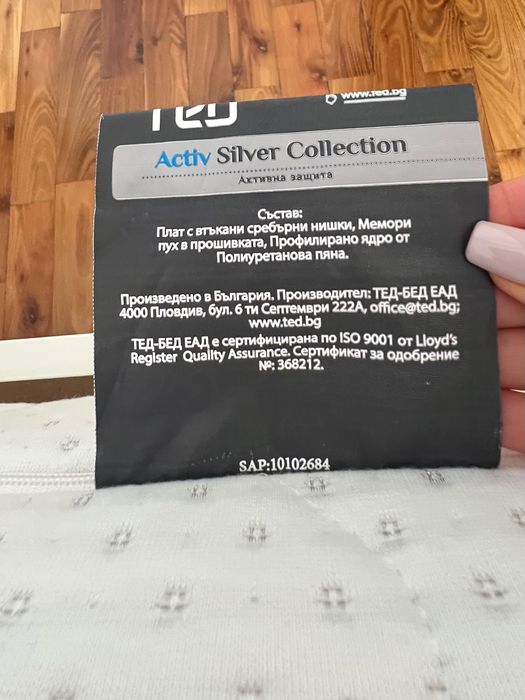 TED
www.ted.bg
Activ Silver Collection
Активна защита
Състав:
Плат с втъкани сребърни нишки, Мемори
пух в прошивката, Профилирано ядро от
Полиуретанова пяна.
Произведено в България. Производител: ТЕД-БЕД ЕАД
4000 Пловдив, бул. 6 ти Септември 222А, office@ted.bg;
www.ted.bg
ТЕД-БЕД ЕАД е сертифицирана по ISO 9001 от Lloyd's
Register Quality Assurance. Сертификат за одобрение
№: 368212.
SAP:10102684